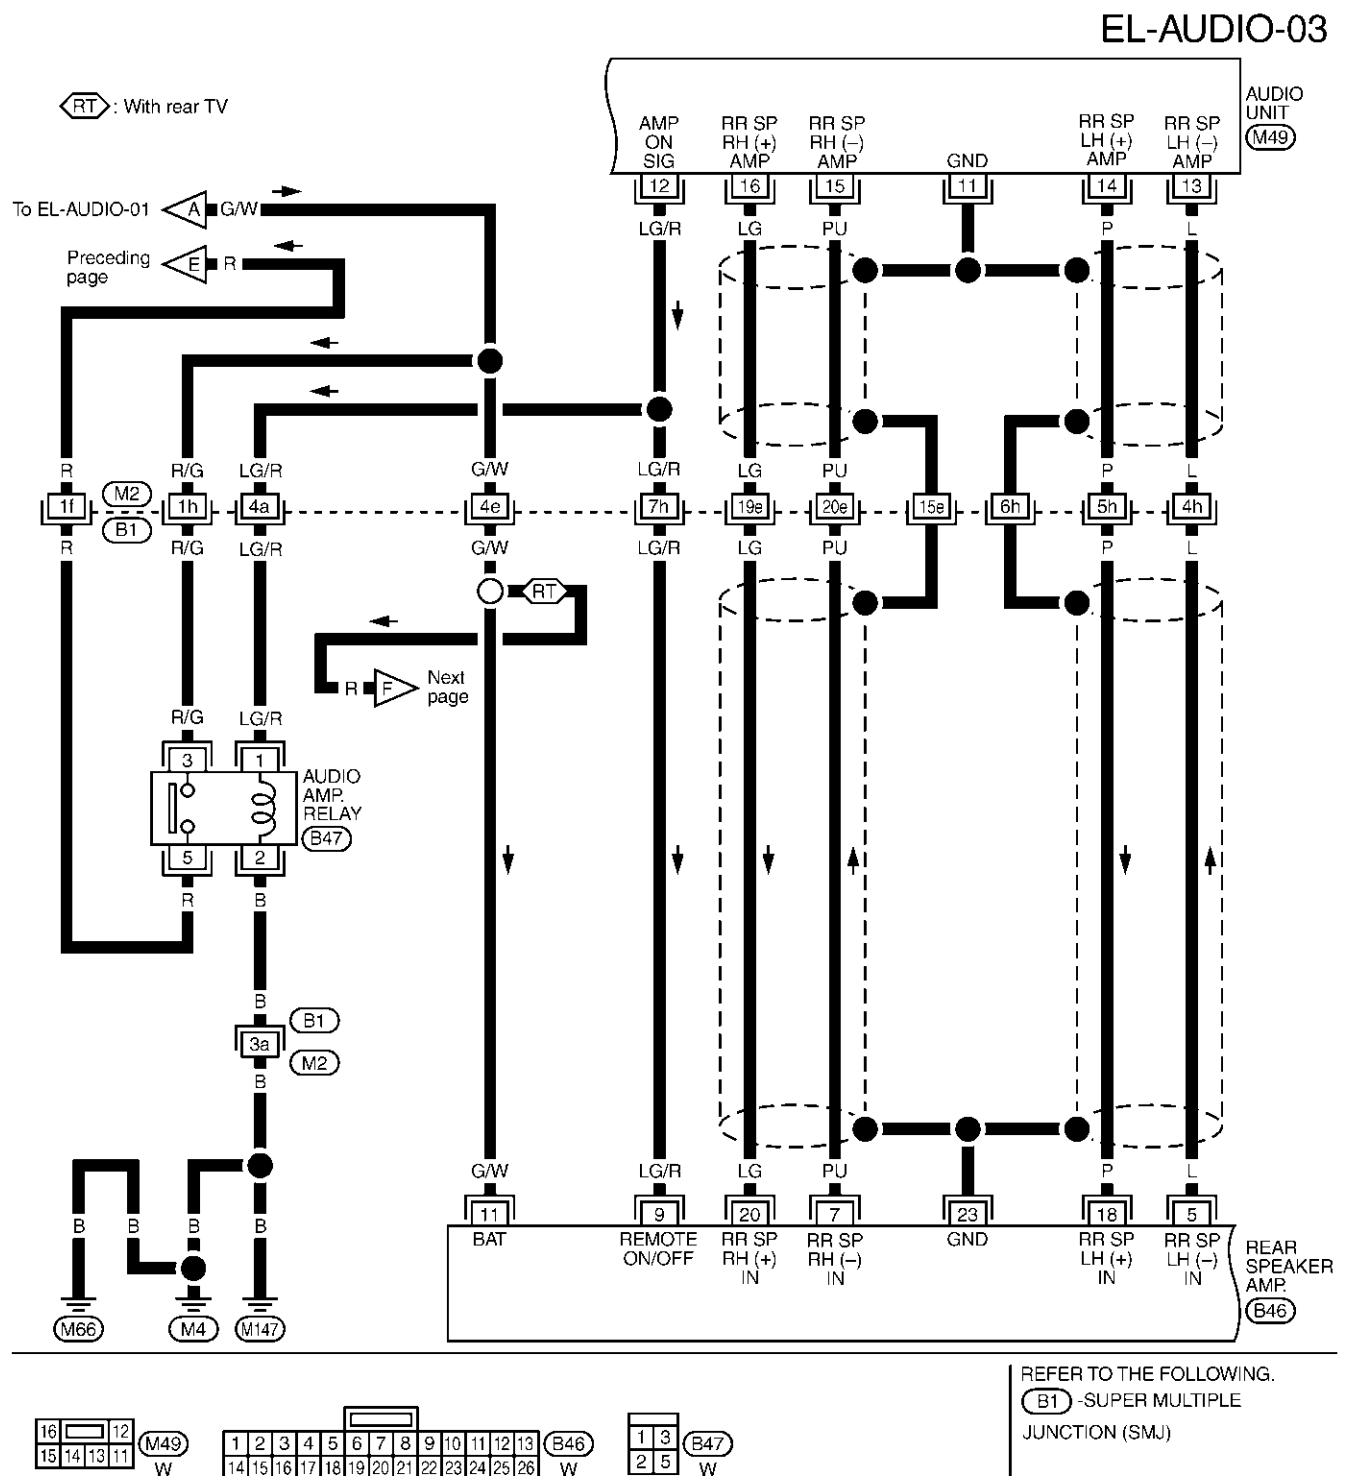 EL-AUDIO-03
RT : With rear TV
AUDIO
UNIT
M49
AMP
ON
SIG
RR SP
RH (+)
AMP
RR SP
RH (–)
AMP
GND
RR SP
LH (+)
AMP
RR SP
LH (–)
AMP
12 16 15 11 14 13
To EL-AUDIO-01 A G/W
LG/R LG PU P L
Preceding
page
E R
R R/G LG/R G/W LG/R LG PU P L
M2
1f 1h 4a 4e 7h 19e 20e 15e 6h 5h 4h
B1
R R/G LG/R G/W LG/R LG PU P L
RT
R F
Next
page
R/G LG/R
3 1
AUDIO
AMP.
RELAY
B47
5 2
R B
B
B1
3a
M2
B
G/W LG/R LG PU P L
B B B B
11 9 20 7 23 18 5
BAT
REMOTE
ON/OFF
RR SP
RH (+)
IN
RR SP
RH (–)
IN
GND
RR SP
LH (+)
IN
RR SP
LH (–)
IN
REAR
SPEAKER
AMP.
B46
M66 M4 M147
REFER TO THE FOLLOWING.
B1 -SUPER MULTIPLE
JUNCTION (SMJ)
16 12
15 14 13 11
M49
W
1 2 3 4 5 6 7 8 9 10 11 12 13
14 15 16 17 18 19 20 21 22 23 24 25 26
B46
W
1 3
2 5
B47
W